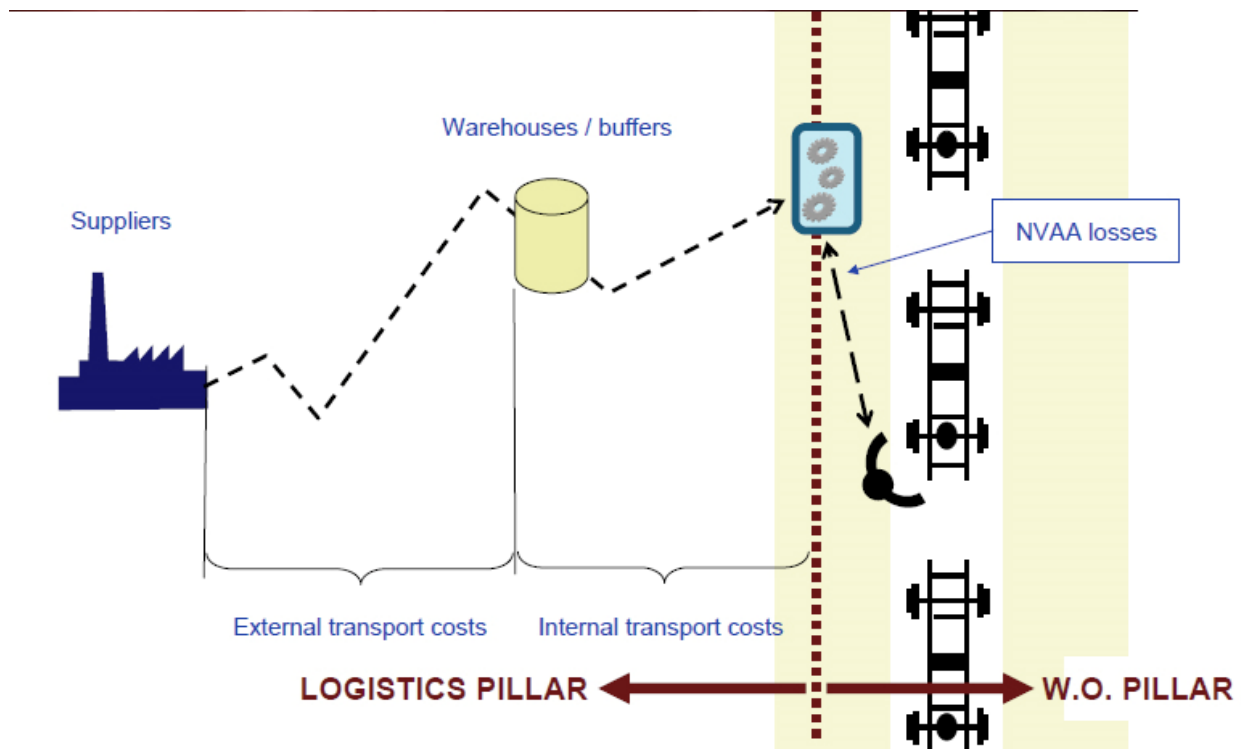 Warehouses / buffers
Suppliers
NVAA losses
External transport costs
Internal transport costs
LOGISTICS PILLAR
W.O. PILLAR